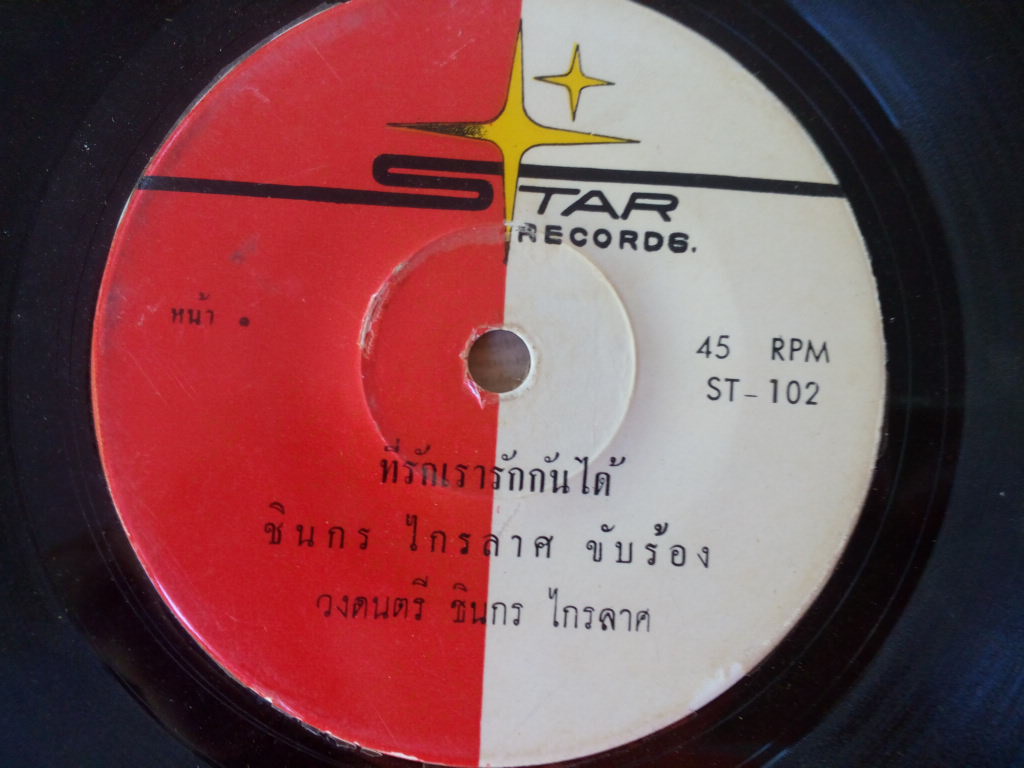 STAR
RECORDS.
หน้า ๑
45 RPM
ST-102
ที่รักเรารักกันได้
ชินกร ไกรลาศ ขับร้อง
วงดนตรี ชินกร ไกรลาศ